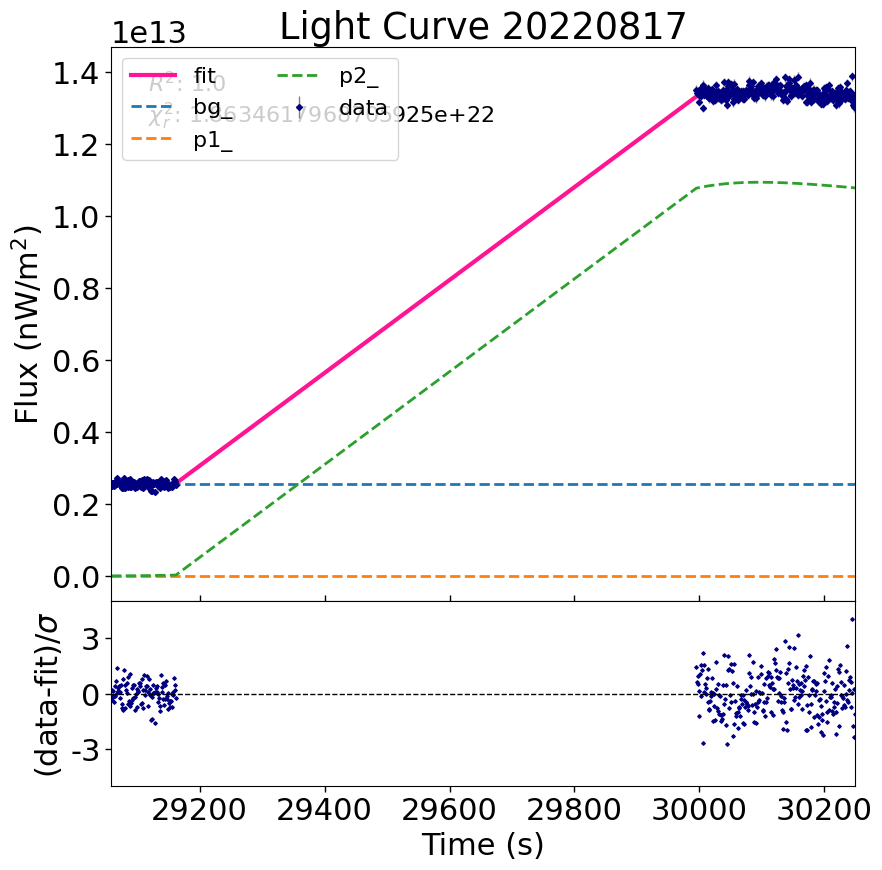 Light Curve 20220817
1e13
fit
bg_
p1_
p2_
data
R²: 1.0
1.4
1.2
1.0
0.8
0.6
0.4
0.2
0.0
Flux (nW/m²)
3
0
-3
(data-fit)/σ
29200 29400 29600 29800 30000 30200
Time (s)